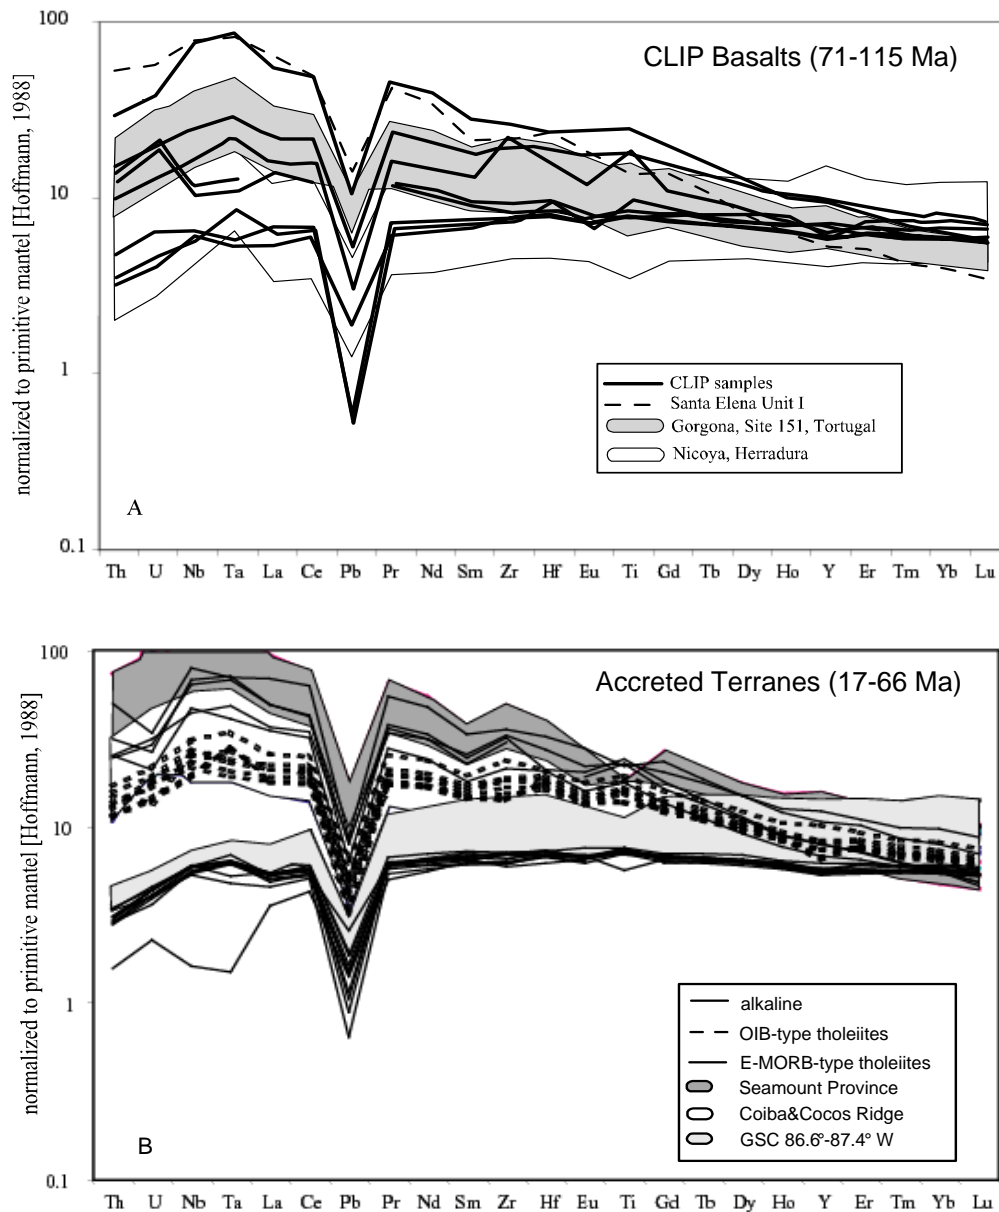 100
CLIP Basalts (71-115 Ma)
normalized to primitive mantel [Hoffmann, 1988]
10
1
CLIP samples
Santa Elena Unit I
Gorgona, Site 151, Tortugal
Nicoya, Herradura
A
0.1
Th U Nb Ta La Ce Pb Pr Nd Sm Zr Hf Eu Ti Gd Tb Dy Ho Y Er Tm Yb Lu
100
Accreted Terranes (17-66 Ma)
normalized to primitive mantel [Hoffmann, 1988]
10
1
alkaline
OIB-type tholeiites
E-MORB-type tholeiites
Seamount Province
Coiba&Cocos Ridge
GSC 86.6°-87.4° W
B
0.1
Th U Nb Ta La Ce Pb Pr Nd Sm Zr Hf Eu Ti Gd Tb Dy Ho Y Er Tm Yb Lu